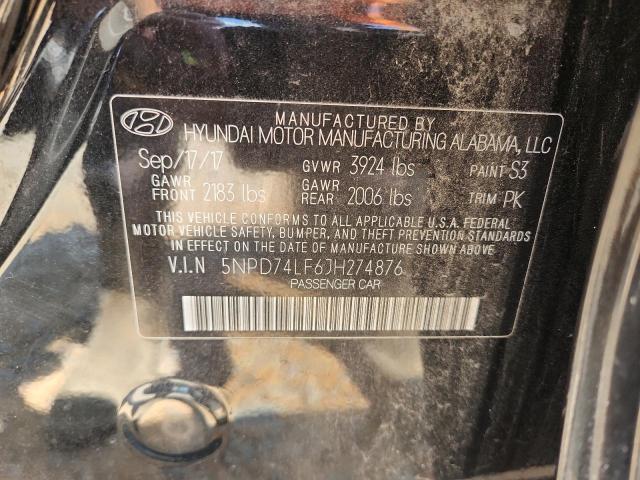 MANUFACTURED BY
HYUNDAI MOTOR MANUFACTURING ALABAMA, LLC
Sep/17/17 GVWR 3924 lbs PAINT: S3
GAWR FRONT 2183 lbs GAWR REAR 2006 lbs TRIM: PK
THIS VEHICLE CONFORMS TO ALL APPLICABLE U.S.A. FEDERAL
MOTOR VEHICLE SAFETY, BUMPER, AND THEFT PREVENTION STANDARDS
IN EFFECT ON THE DATE OF MANUFACTURE SHOWN ABOVE.
V.I.N 5NPD74LF6JH274876
PASSENGER CAR